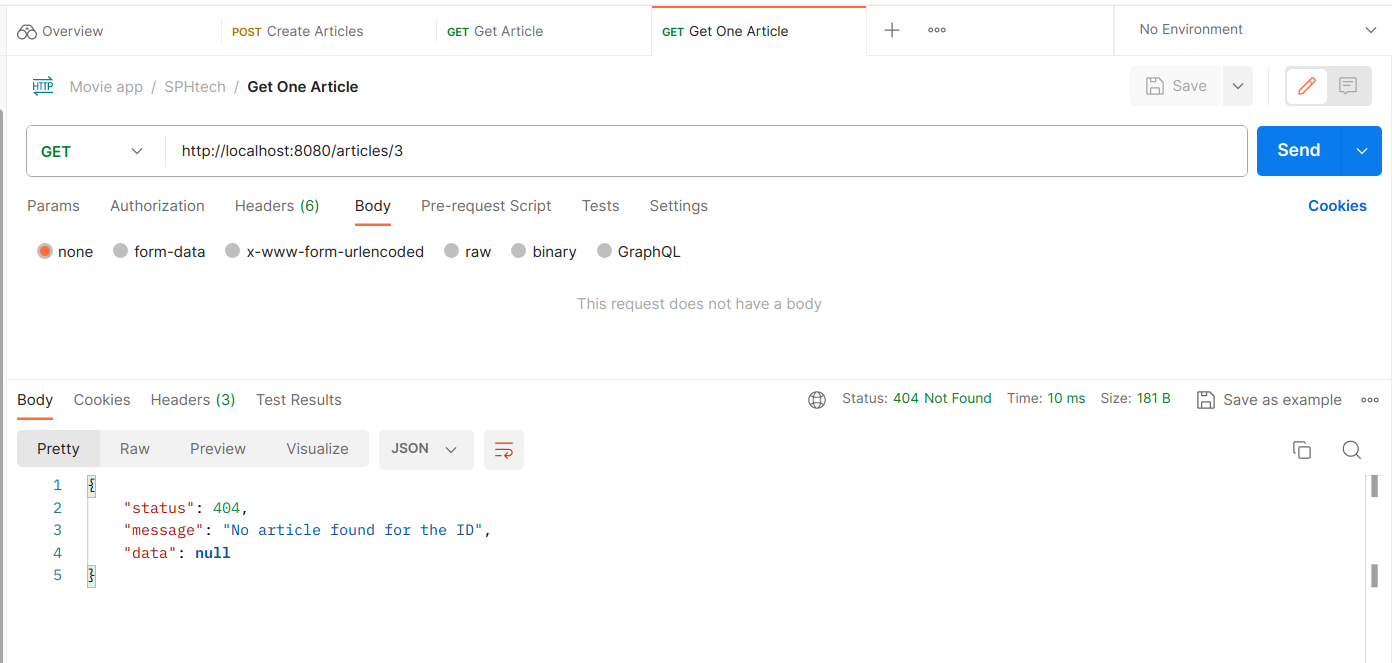 Overview POST Create Articles GET Get Article GET Get One Article No Environment
HTTP Movie app / SPHtech / Get One Article Save
GET http://localhost:8080/articles/3 Send
Params Authorization Headers (6) Body Pre-request Script Tests Settings Cookies
none form-data x-www-form-urlencoded raw binary GraphQL
This request does not have a body
Body Cookies Headers (3) Test Results Status: 404 Not Found Time: 10 ms Size: 181 B Save as example
Pretty Raw Preview Visualize JSON
1 {
2 "status": 404,
3 "message": "No article found for the ID",
4 "data": null
5 }